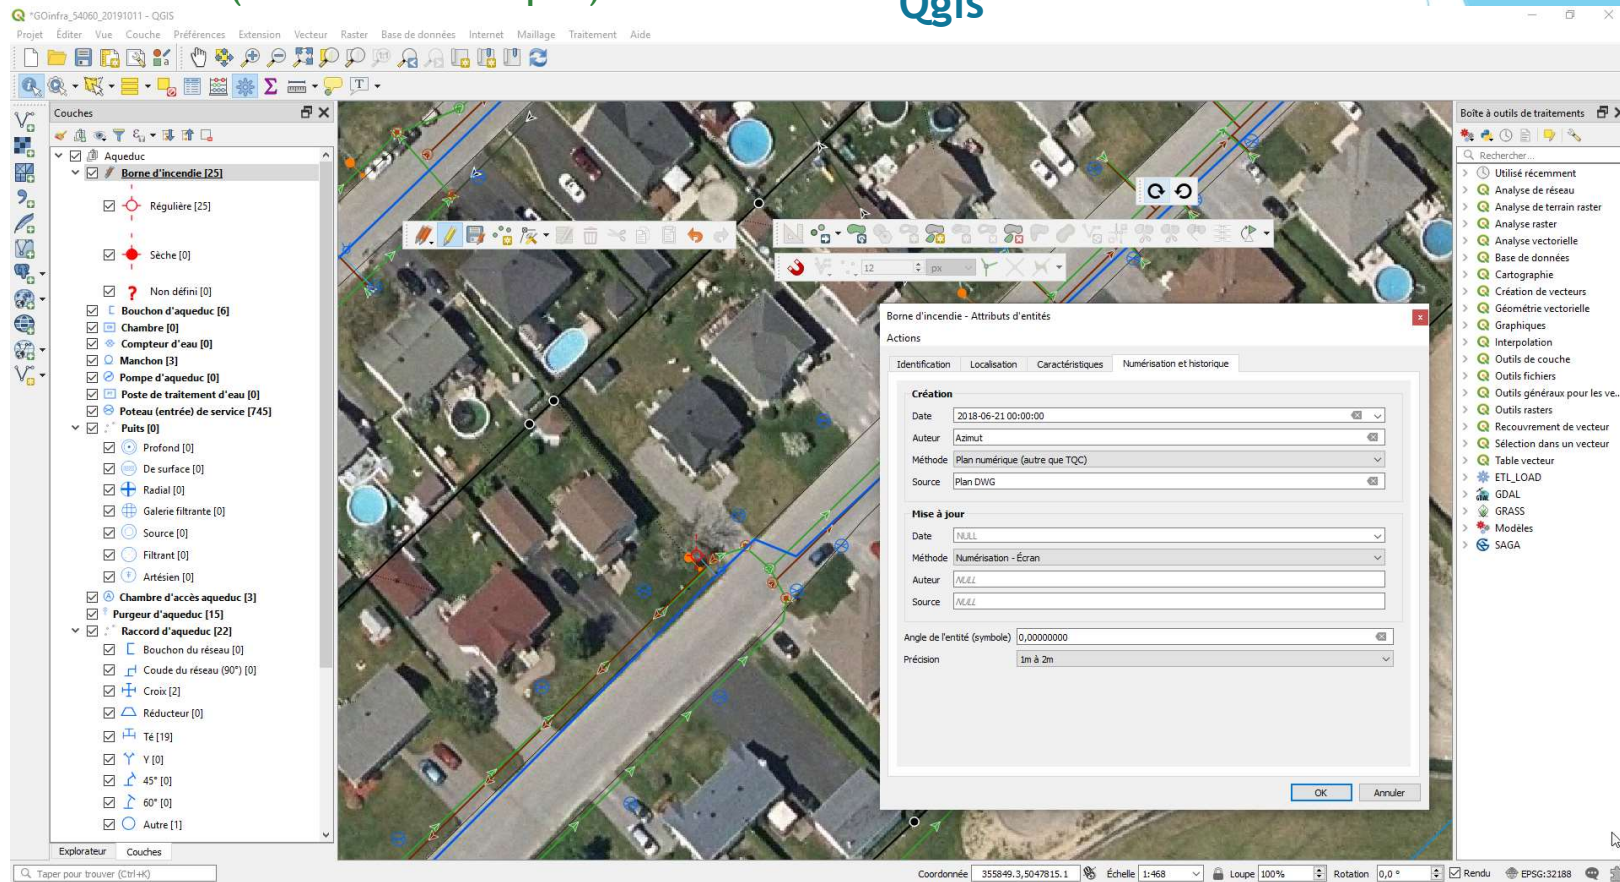 Qgis
*GOinfra_54060_20191011 - QGIS
Projet Éditer Vue Couche Préférences Extension Vecteur Raster Base de données Internet Maillage Traitement Aide
Couches
Aqueduc
Borne d'incendie [25]
Régulière [25]
Sèche [0]
? Non défini [0]
Bouchon d'aqueduc [6]
Chambre [0]
Compteur d'eau [0]
Manchon [3]
Pompe d'aqueduc [0]
Poste de traitement d'eau [0]
Poteau (entrée) de service [745]
Puits [0]
Profond [0]
De surface [0]
Radial [0]
Galerie filtrante [0]
Source [0]
Filtrant [0]
Artésien [0]
Chambre d'accès aqueduc [3]
Purgeur d'aqueduc [15]
Raccord d'aqueduc [22]
Bouchon du réseau [0]
Coude du réseau (90°) [0]
Croix [2]
Réducteur [0]
Té [19]
Y [0]
45° [0]
60° [0]
Autre [1]
Explorateur Couches
12 px
Borne d'incendie - Attributs d'entités
Actions
Identification Localisation Caractéristiques Numérisation et historique
Création
Date 2018-06-21 00:00:00
Auteur Azimut
Méthode Plan numérique (autre que TQC)
Source Plan DWG
Mise à jour
Date NULL
Méthode Numérisation - Écran
Auteur NULL
Source NULL
Angle de l'entité (symbole) 0,00000000
Précision 1m à 2m
OK Annuler
Boîte à outils de traitements
Rechercher...
Utilisé récemment
Analyse de réseau
Analyse de terrain raster
Analyse raster
Analyse vectorielle
Base de données
Cartographie
Création de vecteurs
Géométrie vectorielle
Graphiques
Interpolation
Outils de couche
Outils fichiers
Outils généraux pour les ve...
Outils rasters
Recouvrement de vecteur
Sélection dans un vecteur
Table vecteur
ETL_LOAD
GDAL
GRASS
Modèles
SAGA
Taper pour trouver (Ctrl+K)
Coordonnée 355849.3,5047815.1 Échelle 1:468 Loupe 100% Rotation 0,0 ° Rendu EPSG:32188